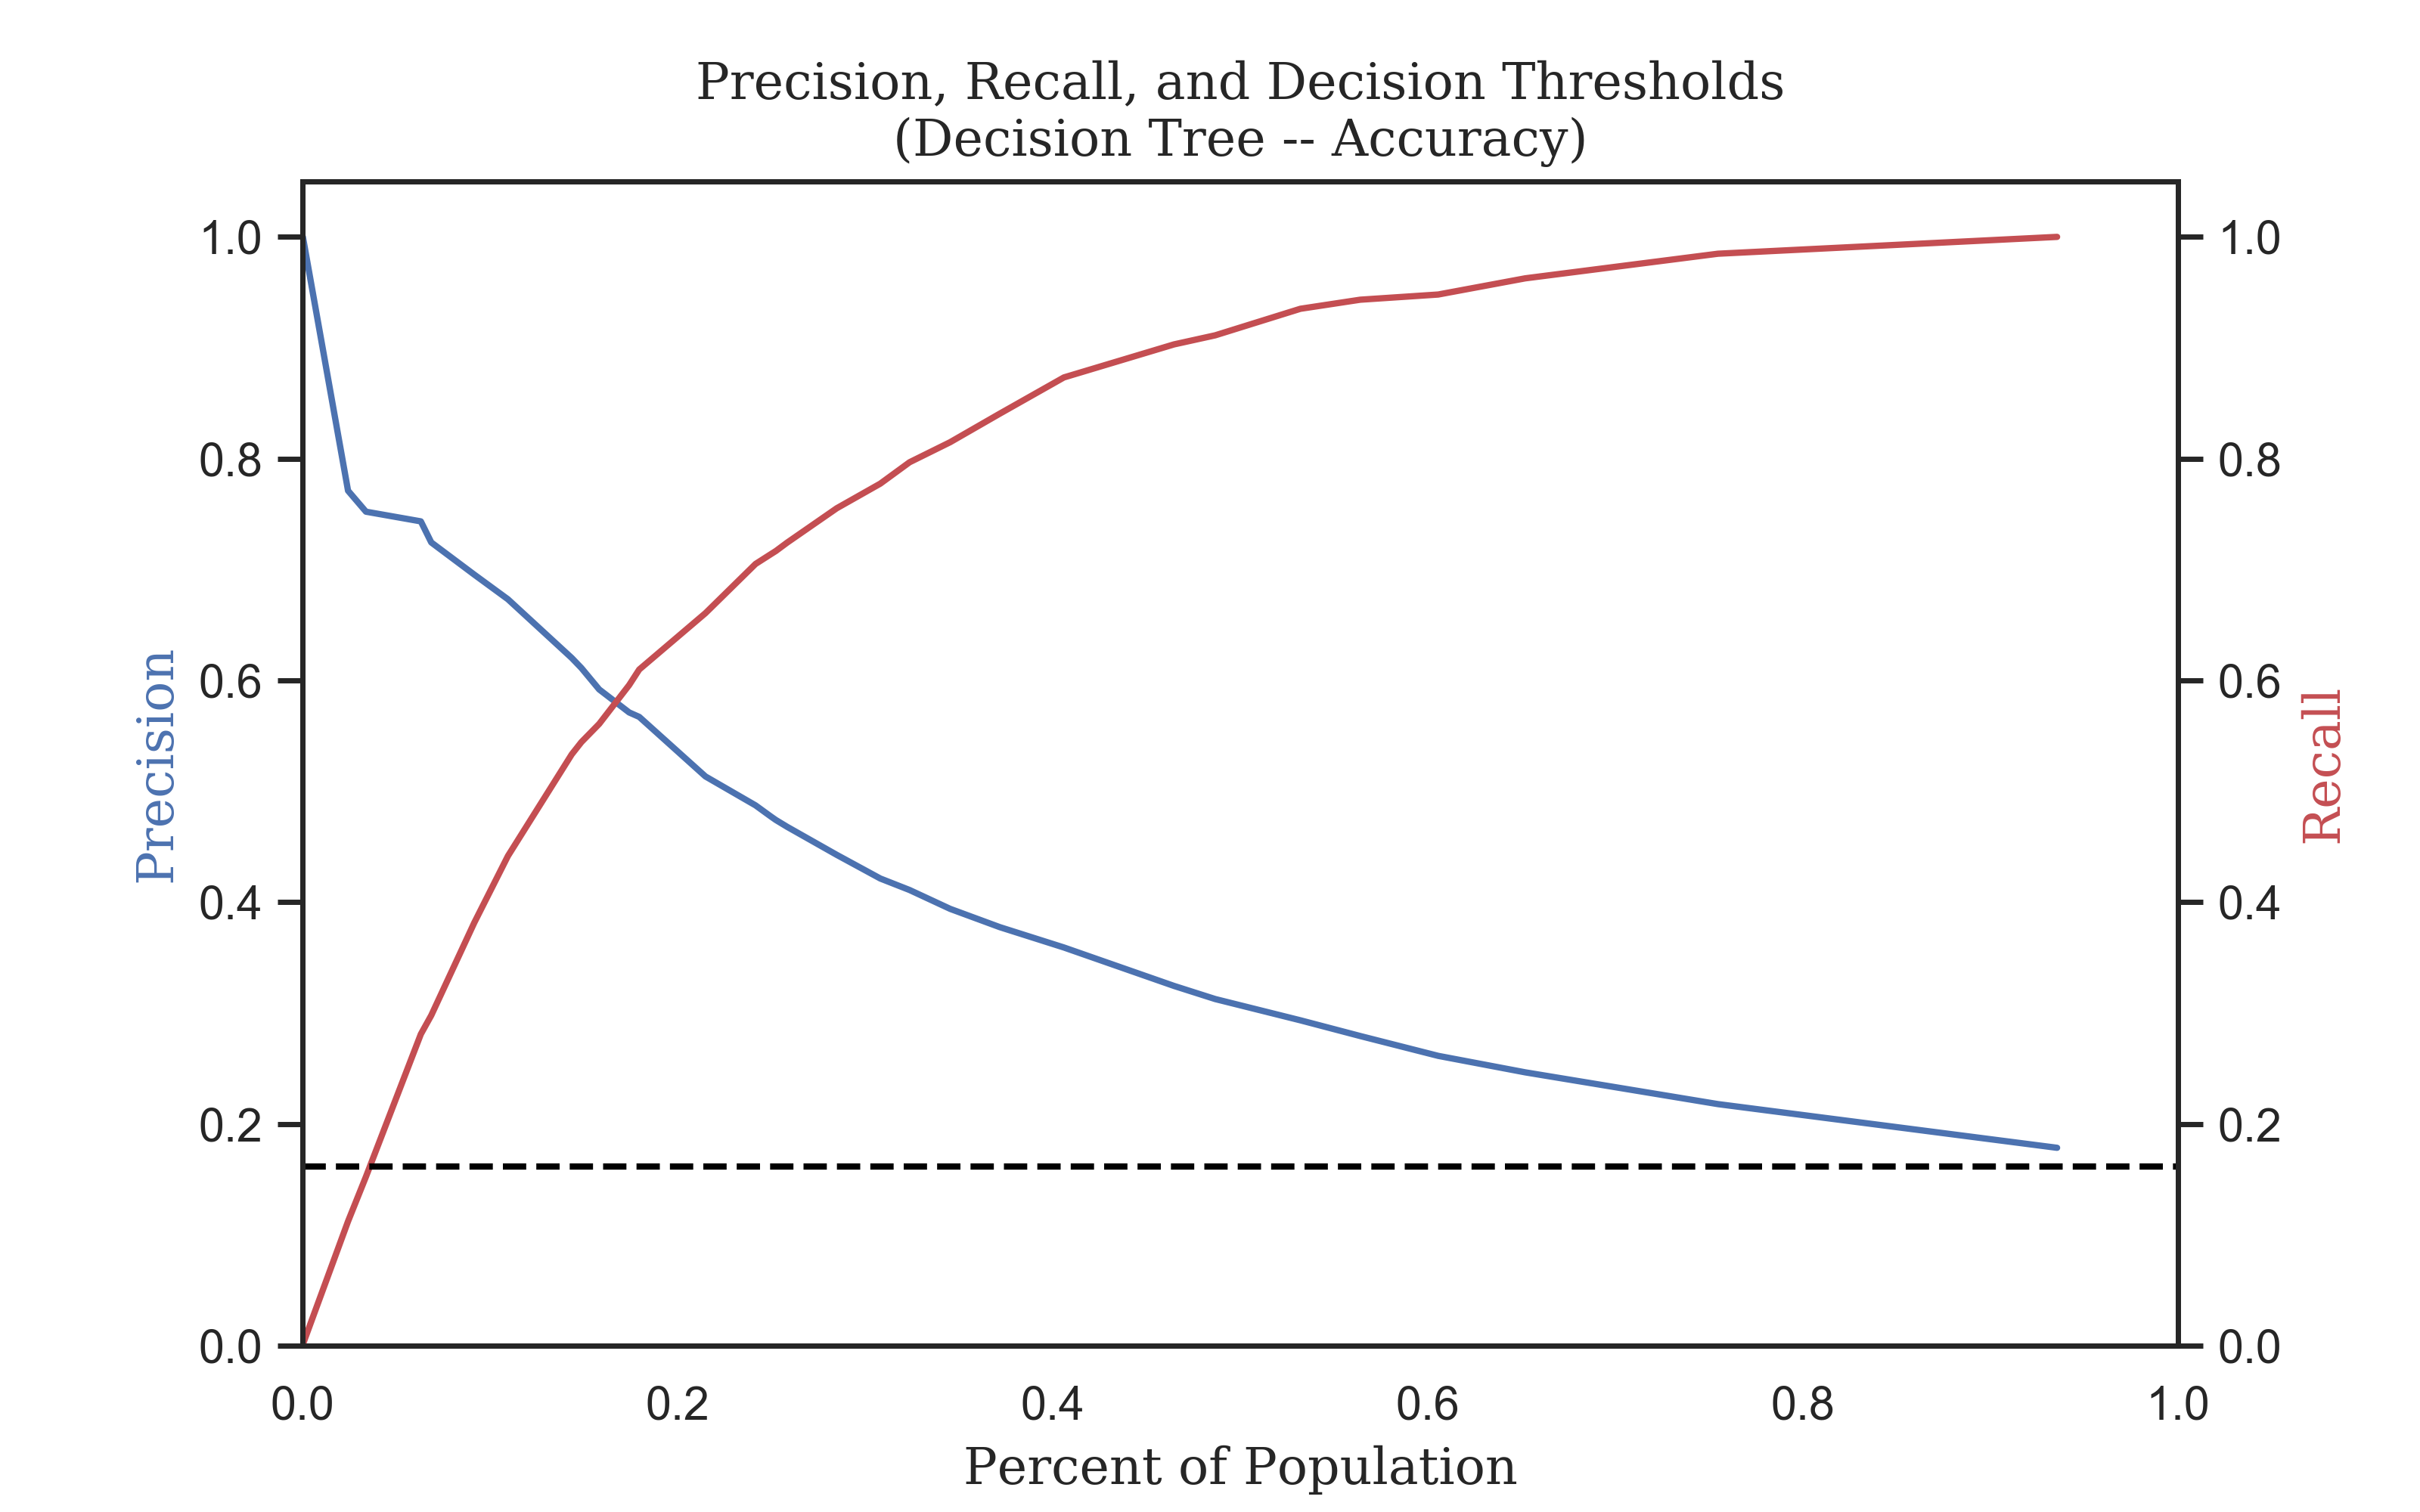 Precision, Recall, and Decision Thresholds
(Decision Tree -- Accuracy)
Precision
1.0
0.8
0.6
0.4
0.2
0.0
1.0
0.8
0.6
0.4
0.2
0.0
Recall
0.0 0.2 0.4 0.6 0.8 1.0
Percent of Population